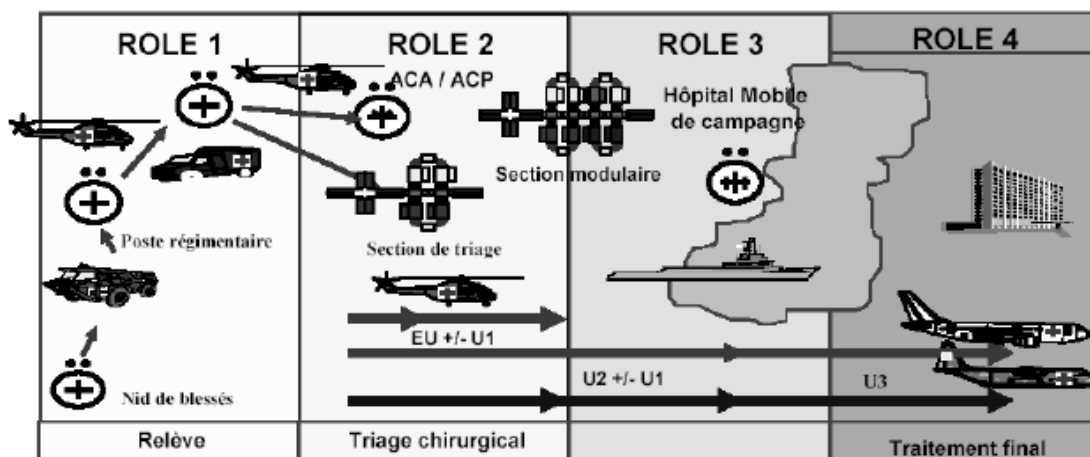 ROLE 1
ROLE 2
ROLE 3
ROLE 4
ACA / ACP
Hôpital Mobile
de campagne
Section modulaire
Poste régimentaire
Section de triage
EU +/- U1
U2 +/- U1
U3
Nid de blessés
Relève
Triage chirurgical
Traitement final